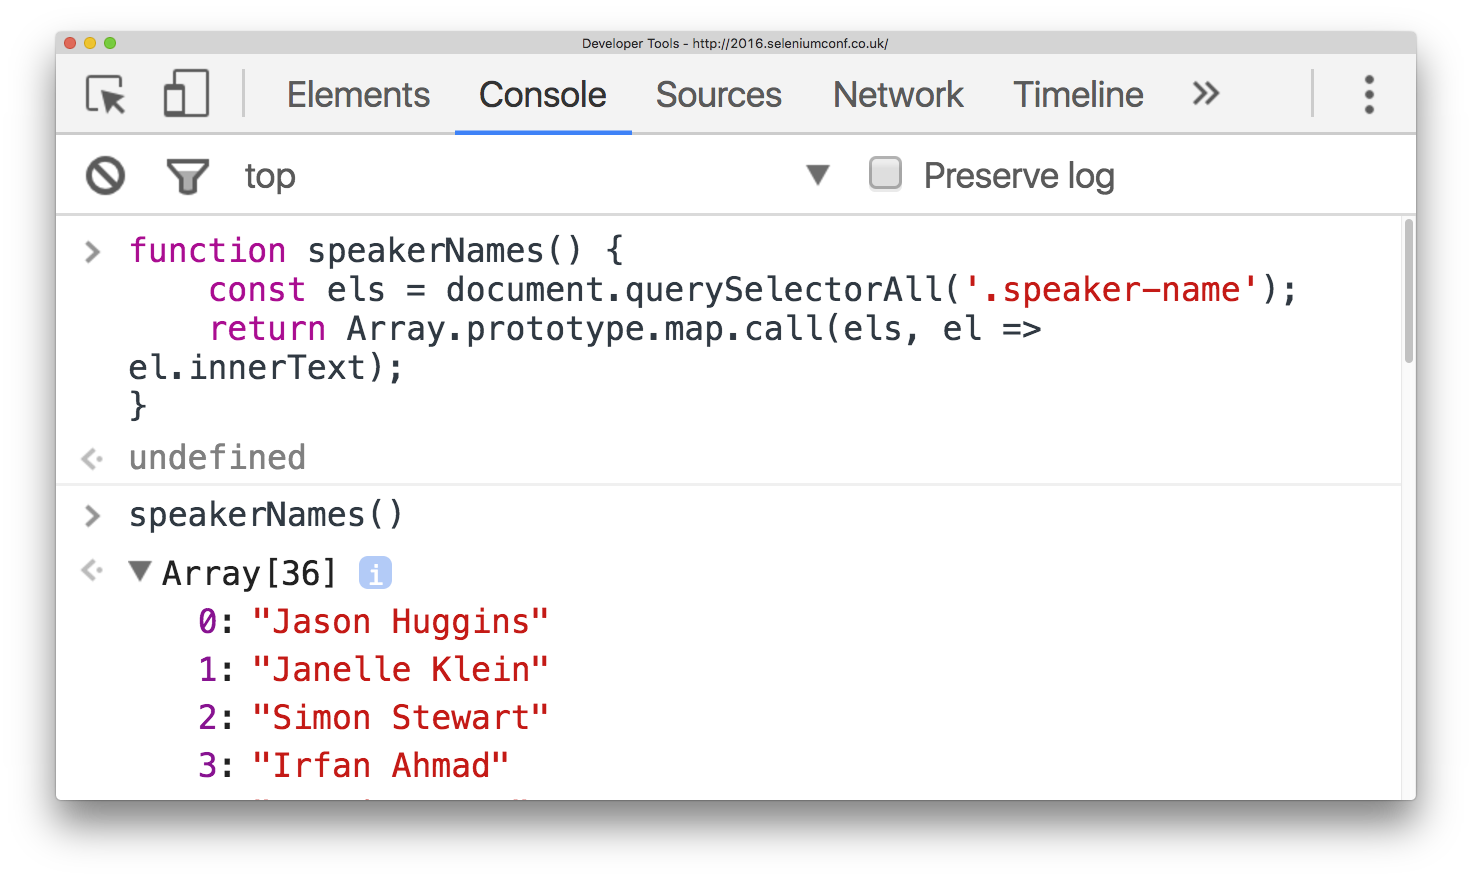 Developer Tools - http://2016.seleniumconf.co.uk/
Elements Console Sources Network Timeline »
top ▼ Preserve log
> function speakerNames() {
    const els = document.querySelectorAll('.speaker-name');
    return Array.prototype.map.call(els, el =>
el.innerText);
}
undefined
> speakerNames()
▼ Array[36] i
0: "Jason Huggins"
1: "Janelle Klein"
2: "Simon Stewart"
3: "Irfan Ahmad"